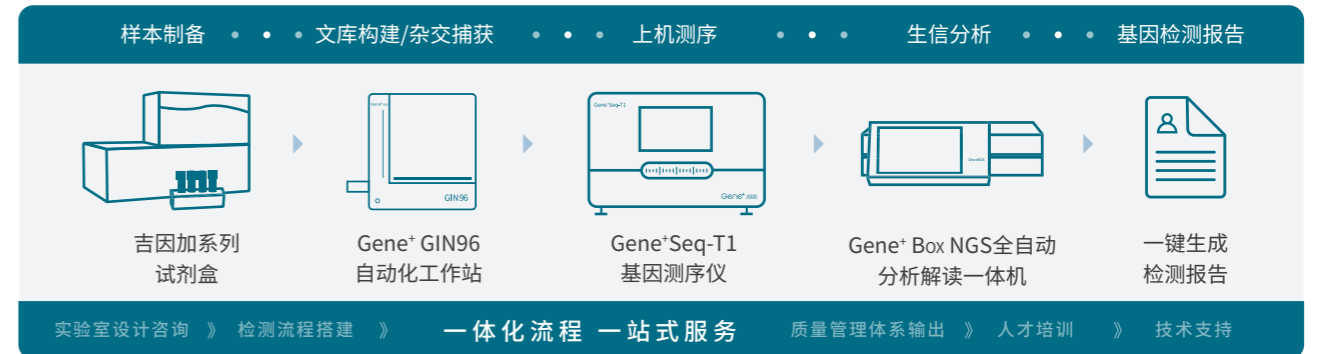 样本制备 文库构建/杂交捕获 上机测序 生信分析 基因检测报告
Gene⁺Seq-T1
GIN96
Gene⁺
吉因加系列
试剂盒
Gene⁺ GIN96
自动化工作站
Gene⁺Seq-T1
基因测序仪
Gene⁺ Box NGS全自动
分析解读一体机
一键生成
检测报告
实验室设计咨询 》 检测流程搭建 》 一体化流程 一站式服务 质量管理体系输出 》 人才培训 》 技术支持